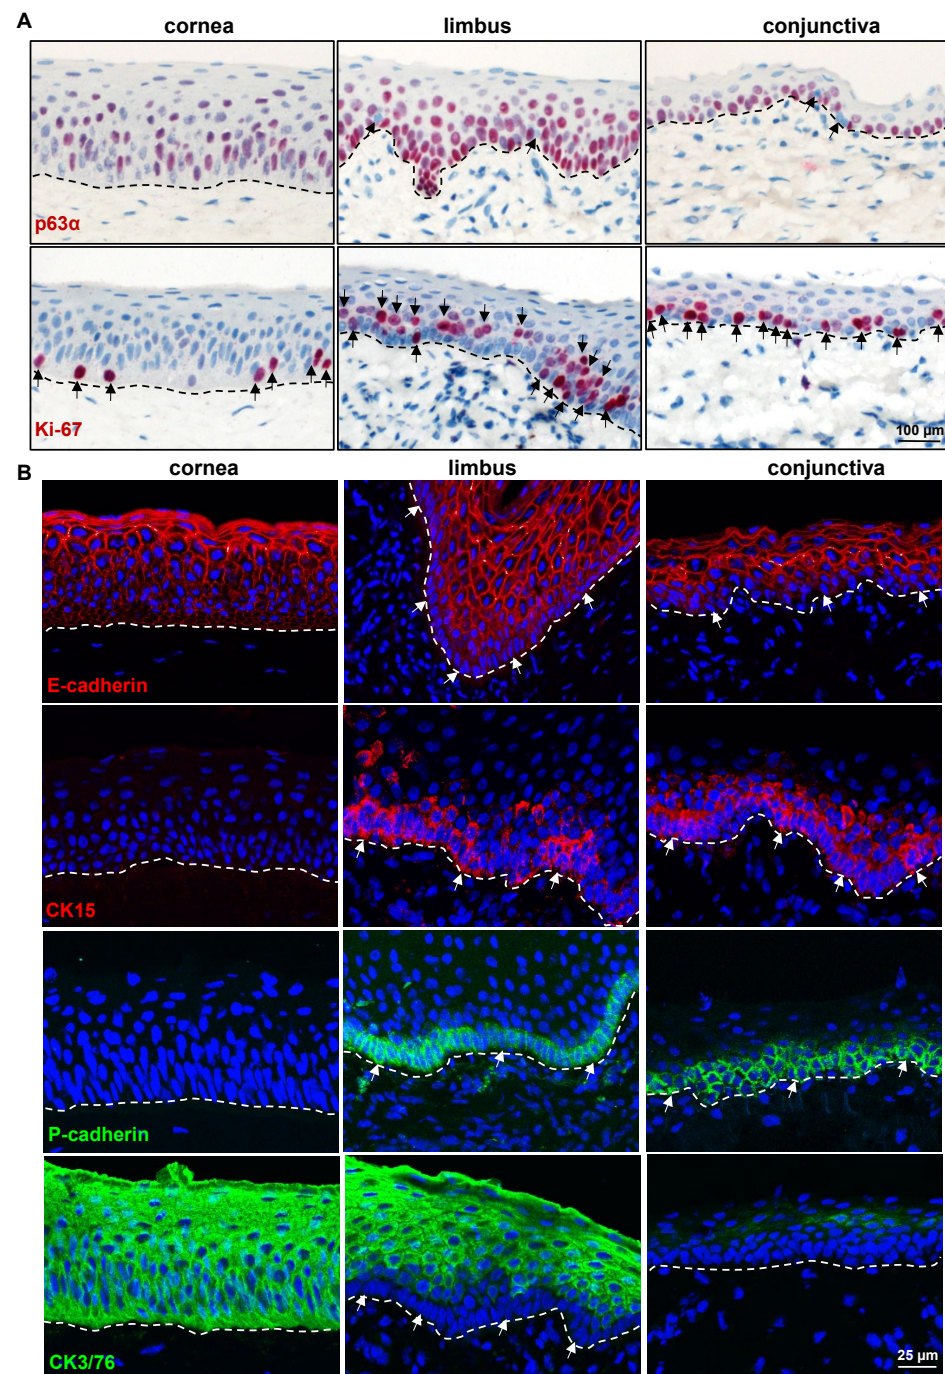 A
cornea limbus conjunctiva
p63α
Ki-67
100 µm
B
cornea limbus conjunctiva
E-cadherin
CK15
P-cadherin
CK3/76
25 µm